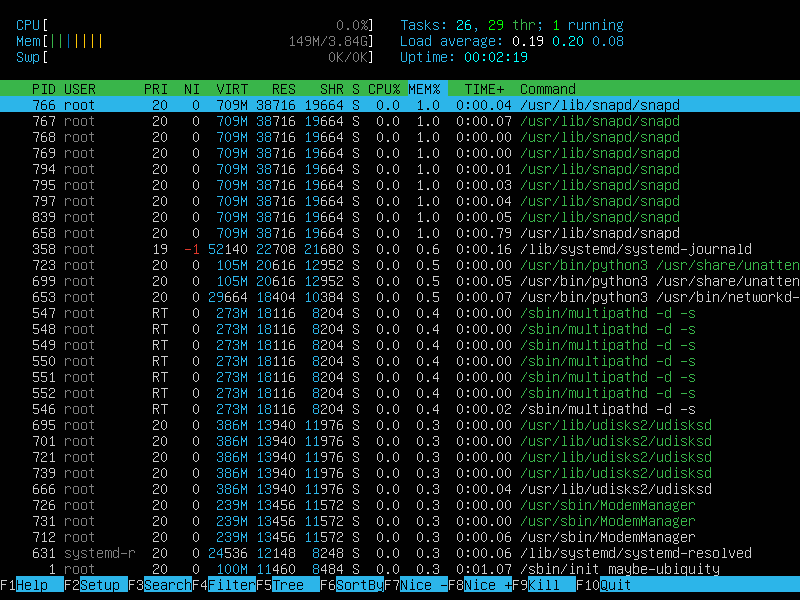 CPU[ 0.0%] Tasks: 26, 29 thr; 1 running
Mem[||||||| 149M/3.84G] Load average: 0.19 0.20 0.08
Swp[ 0K/0K] Uptime: 00:02:19
PID USER PRI NI VIRT RES SHR S CPU% MEM% TIME+ Command
766 root 20 0 709M 38716 19664 S 0.0 1.0 0:00.04 /usr/lib/snapd/snapd
767 root 20 0 709M 38716 19664 S 0.0 1.0 0:00.07 /usr/lib/snapd/snapd
768 root 20 0 709M 38716 19664 S 0.0 1.0 0:00.00 /usr/lib/snapd/snapd
769 root 20 0 709M 38716 19664 S 0.0 1.0 0:00.00 /usr/lib/snapd/snapd
794 root 20 0 709M 38716 19664 S 0.0 1.0 0:00.01 /usr/lib/snapd/snapd
795 root 20 0 709M 38716 19664 S 0.0 1.0 0:00.03 /usr/lib/snapd/snapd
797 root 20 0 709M 38716 19664 S 0.0 1.0 0:00.04 /usr/lib/snapd/snapd
839 root 20 0 709M 38716 19664 S 0.0 1.0 0:00.05 /usr/lib/snapd/snapd
658 root 20 0 709M 38716 19664 S 0.0 1.0 0:00.79 /usr/lib/snapd/snapd
358 root 19 -1 52140 22708 21680 S 0.0 0.6 0:00.16 /lib/systemd/systemd-journald
723 root 20 0 105M 20616 12952 S 0.0 0.5 0:00.00 /usr/bin/python3 /usr/share/unatten
699 root 20 0 105M 20616 12952 S 0.0 0.5 0:00.05 /usr/bin/python3 /usr/share/unatten
653 root 20 0 29664 18404 10384 S 0.0 0.5 0:00.07 /usr/bin/python3 /usr/bin/networkd-
547 root RT 0 273M 18116 8204 S 0.0 0.4 0:00.00 /sbin/multipathd -d -s
548 root RT 0 273M 18116 8204 S 0.0 0.4 0:00.00 /sbin/multipathd -d -s
549 root RT 0 273M 18116 8204 S 0.0 0.4 0:00.00 /sbin/multipathd -d -s
550 root RT 0 273M 18116 8204 S 0.0 0.4 0:00.00 /sbin/multipathd -d -s
551 root RT 0 273M 18116 8204 S 0.0 0.4 0:00.00 /sbin/multipathd -d -s
552 root RT 0 273M 18116 8204 S 0.0 0.4 0:00.00 /sbin/multipathd -d -s
546 root RT 0 273M 18116 8204 S 0.0 0.4 0:00.02 /sbin/multipathd -d -s
695 root 20 0 386M 13940 11976 S 0.0 0.3 0:00.00 /usr/lib/udisks2/udisksd
701 root 20 0 386M 13940 11976 S 0.0 0.3 0:00.00 /usr/lib/udisks2/udisksd
721 root 20 0 386M 13940 11976 S 0.0 0.3 0:00.00 /usr/lib/udisks2/udisksd
739 root 20 0 386M 13940 11976 S 0.0 0.3 0:00.00 /usr/lib/udisks2/udisksd
666 root 20 0 386M 13940 11976 S 0.0 0.3 0:00.04 /usr/lib/udisks2/udisksd
726 root 20 0 239M 13456 11572 S 0.0 0.3 0:00.00 /usr/sbin/ModemManager
731 root 20 0 239M 13456 11572 S 0.0 0.3 0:00.00 /usr/sbin/ModemManager
712 root 20 0 239M 13456 11572 S 0.0 0.3 0:00.06 /usr/sbin/ModemManager
631 systemd-r 20 0 24536 12148 8248 S 0.0 0.3 0:00.06 /lib/systemd/systemd-resolved
1 root 20 0 100M 11460 8484 S 0.0 0.3 0:01.07 /sbin/init maybe-ubiquity
F1Help F2Setup F3SearchF4FilterF5Tree F6SortByF7Nice -F8Nice +F9Kill F10Quit